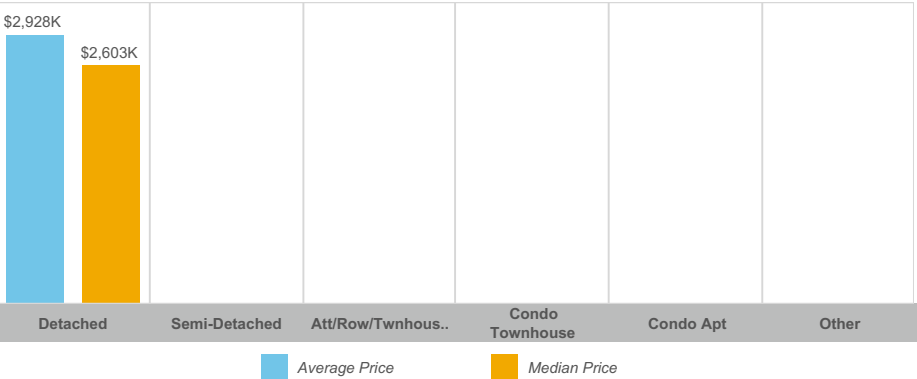 $2,928K
$2,603K
Detached
Semi-Detached
Att/Row/Twnhous..
Condo
Townhouse
Condo Apt
Other
Average Price
Median Price